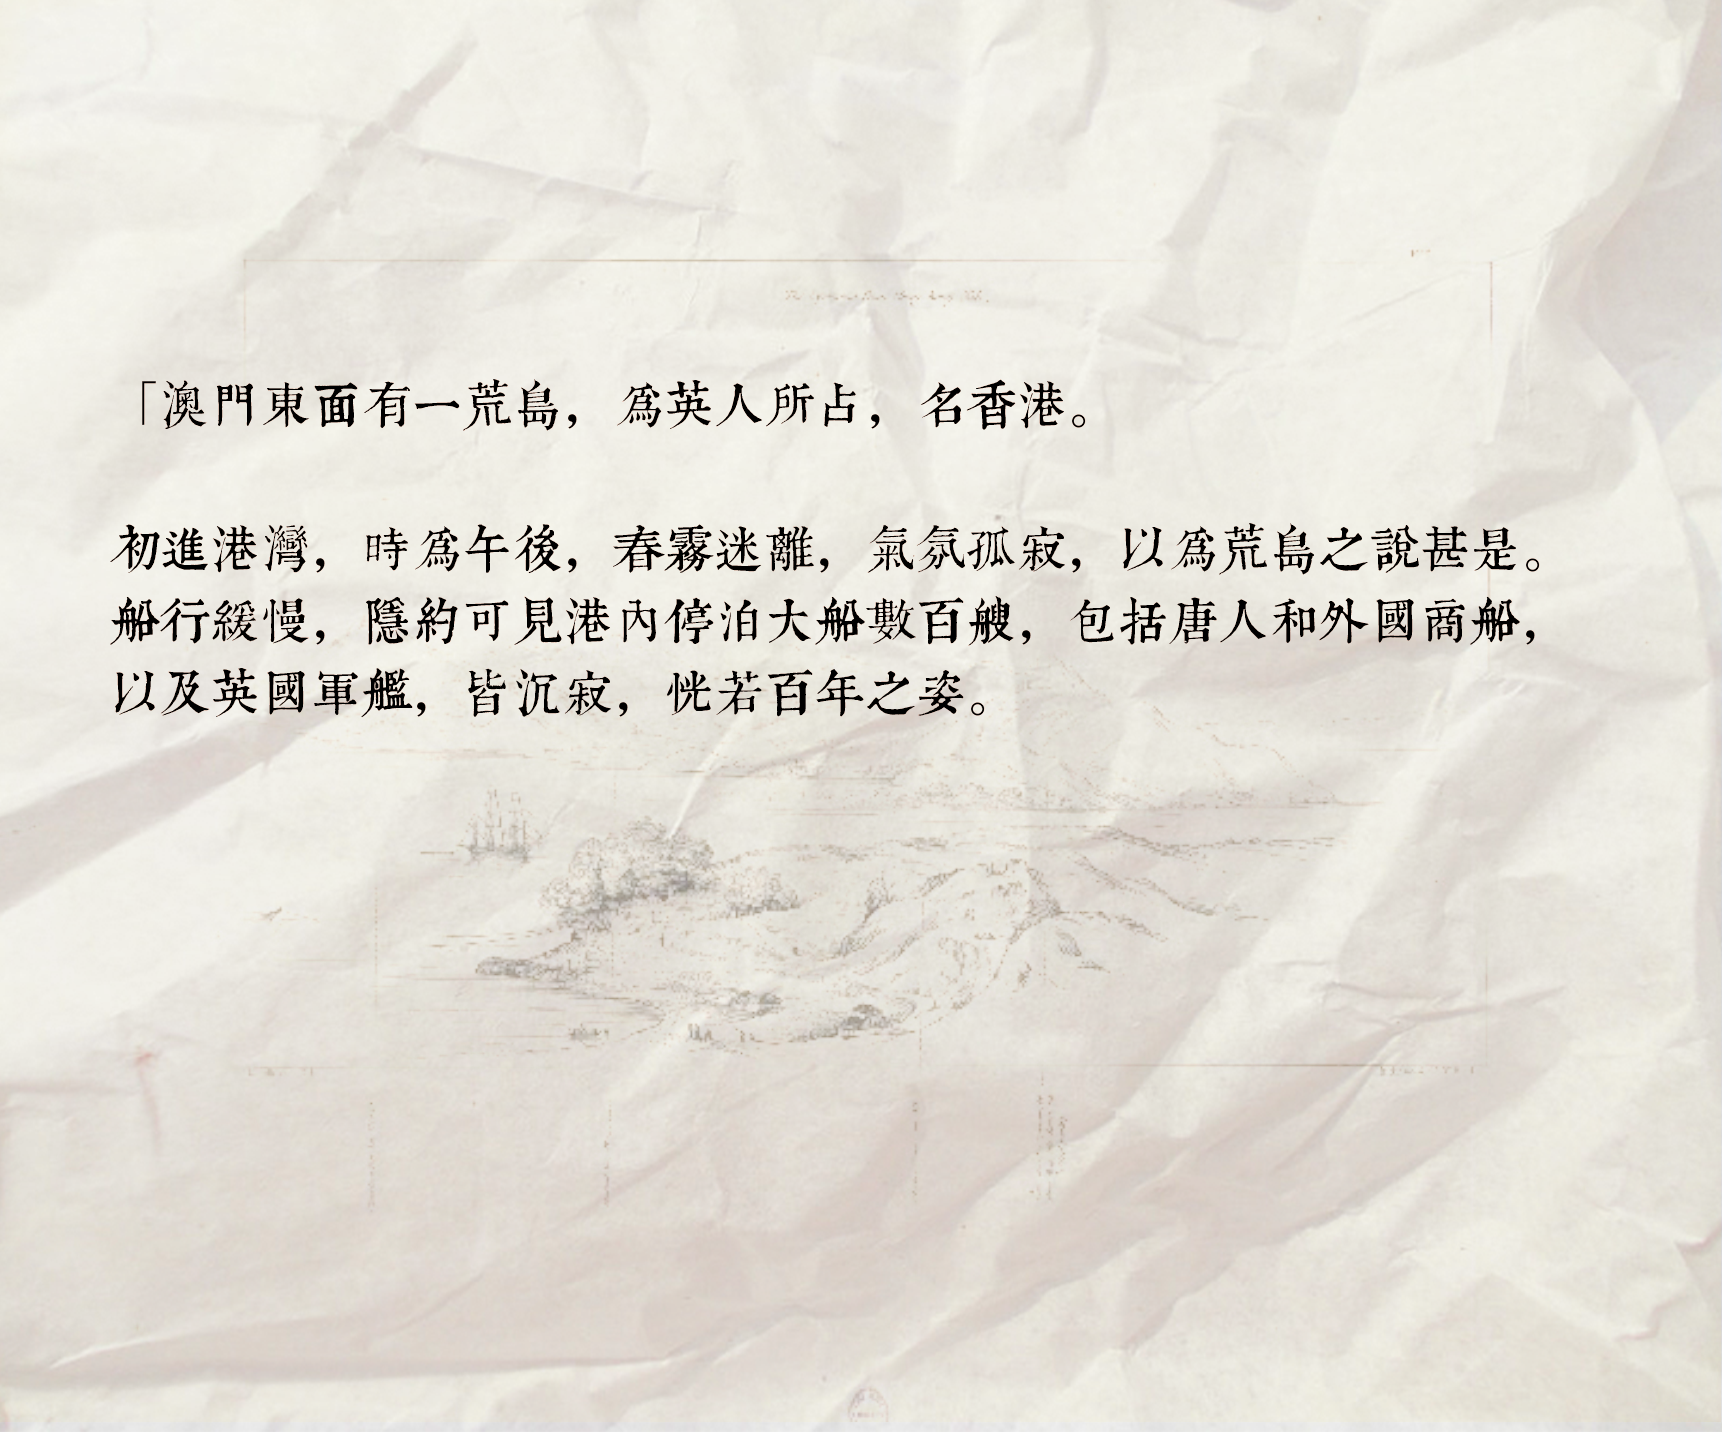 「澳門東面有一荒島，爲英人所占，名香港。
初進港灣，時爲午後，春霧迷離，氣氛孤寂，以爲荒島之說甚是。
船行緩慢，隱約可見港內停泊大船數百艘，包括唐人和外國商船，
以及英國軍艦，皆沉寂，恍若百年之姿。